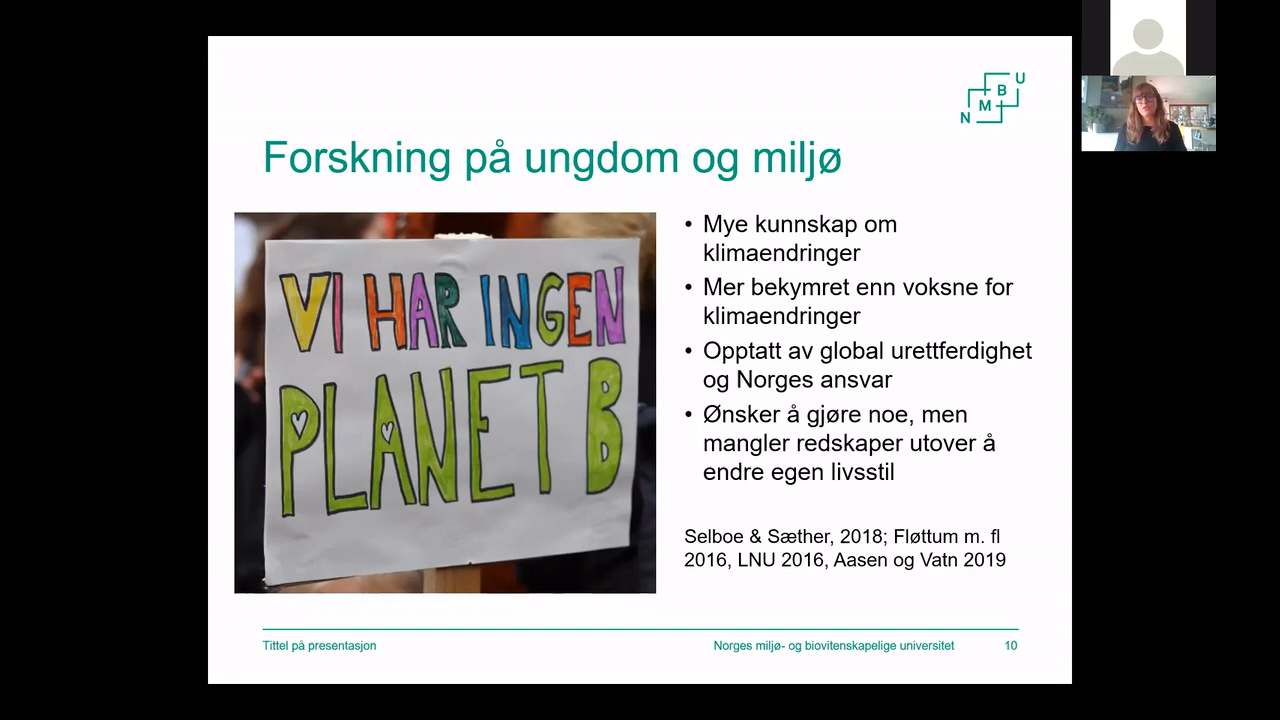 N M B U
Forskning på ungdom og miljø
VI HAR INGEN
PLANET B
• Mye kunnskap om
klimaendringer
• Mer bekymret enn voksne for
klimaendringer
• Opptatt av global urettferdighet
og Norges ansvar
• Ønsker å gjøre noe, men
mangler redskaper utover å
endre egen livsstil
Selboe & Sæther, 2018; Fløttum m. fl
2016, LNU 2016, Aasen og Vatn 2019
Tittel på presentasjon
Norges miljø- og biovitenskapelige universitet
10